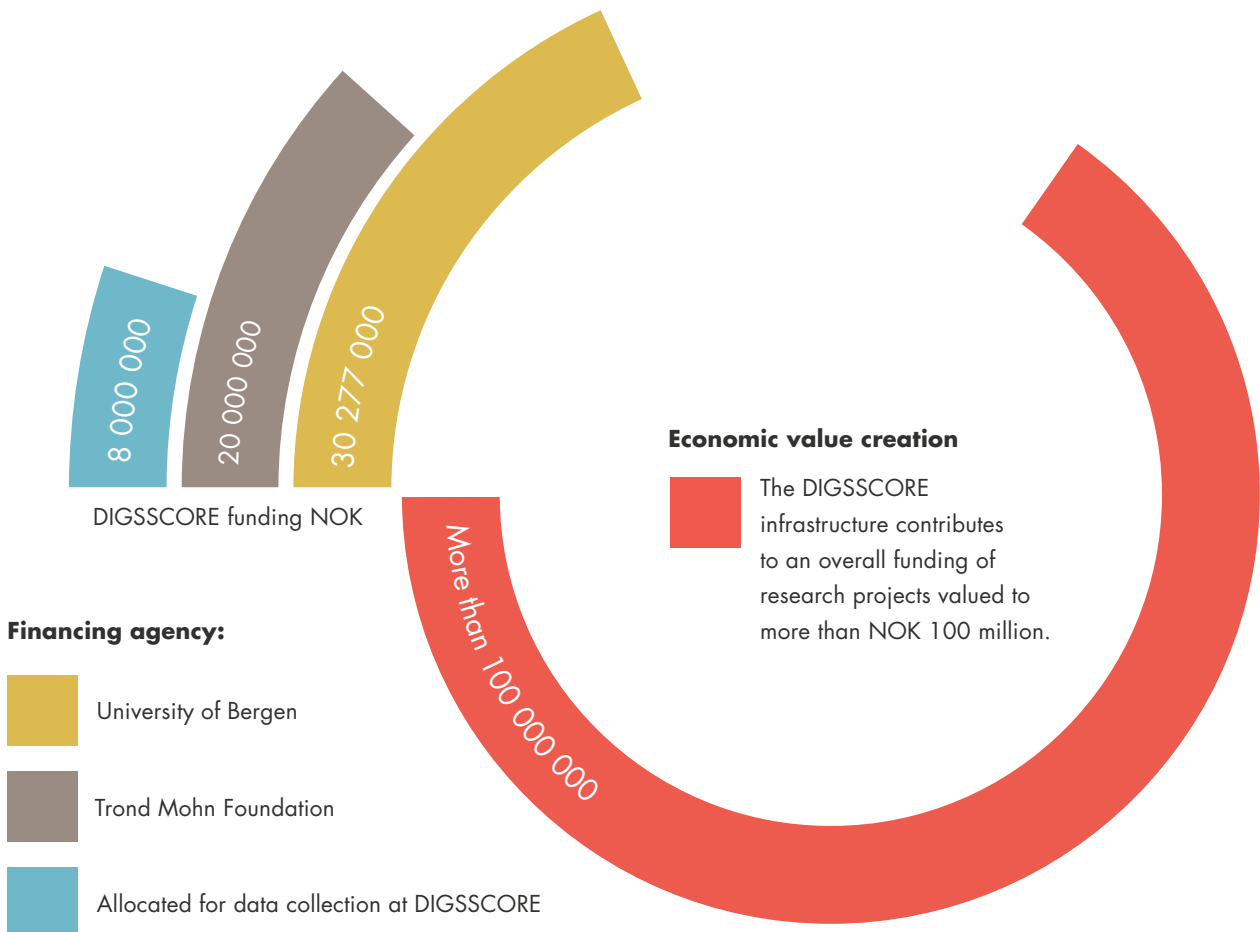 8 000 000
20 000 000
30 277 000
DIGSSCORE funding NOK
More than 100 000 000
Economic value creation
The DIGSSCORE
infrastructure contributes
to an overall funding of
research projects valued to
more than NOK 100 million.
Financing agency:
University of Bergen
Trond Mohn Foundation
Allocated for data collection at DIGSSCORE